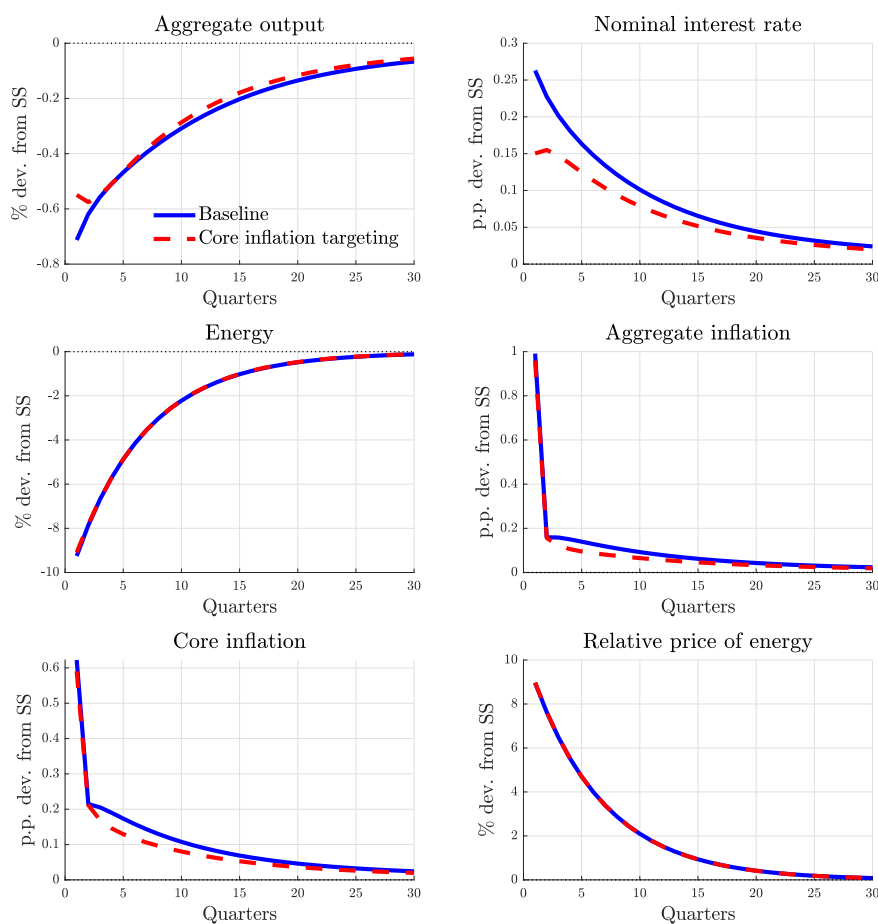 Aggregate output
% dev. from SS
0
-0.2
-0.4
-0.6
-0.8
Baseline
Core inflation targeting
0 5 10 15 20 25 30
Quarters
Nominal interest rate
p.p. dev. from SS
0.3
0.25
0.2
0.15
0.1
0.05
0
0 5 10 15 20 25 30
Quarters
Energy
% dev. from SS
0
-2
-4
-6
-8
-10
0 5 10 15 20 25 30
Quarters
Aggregate inflation
p.p. dev. from SS
1
0.8
0.6
0.4
0.2
0
0 5 10 15 20 25 30
Quarters
Core inflation
p.p. dev. from SS
0.6
0.5
0.4
0.3
0.2
0.1
0
0 5 10 15 20 25 30
Quarters
Relative price of energy
% dev. from SS
10
8
6
4
2
0
0 5 10 15 20 25 30
Quarters